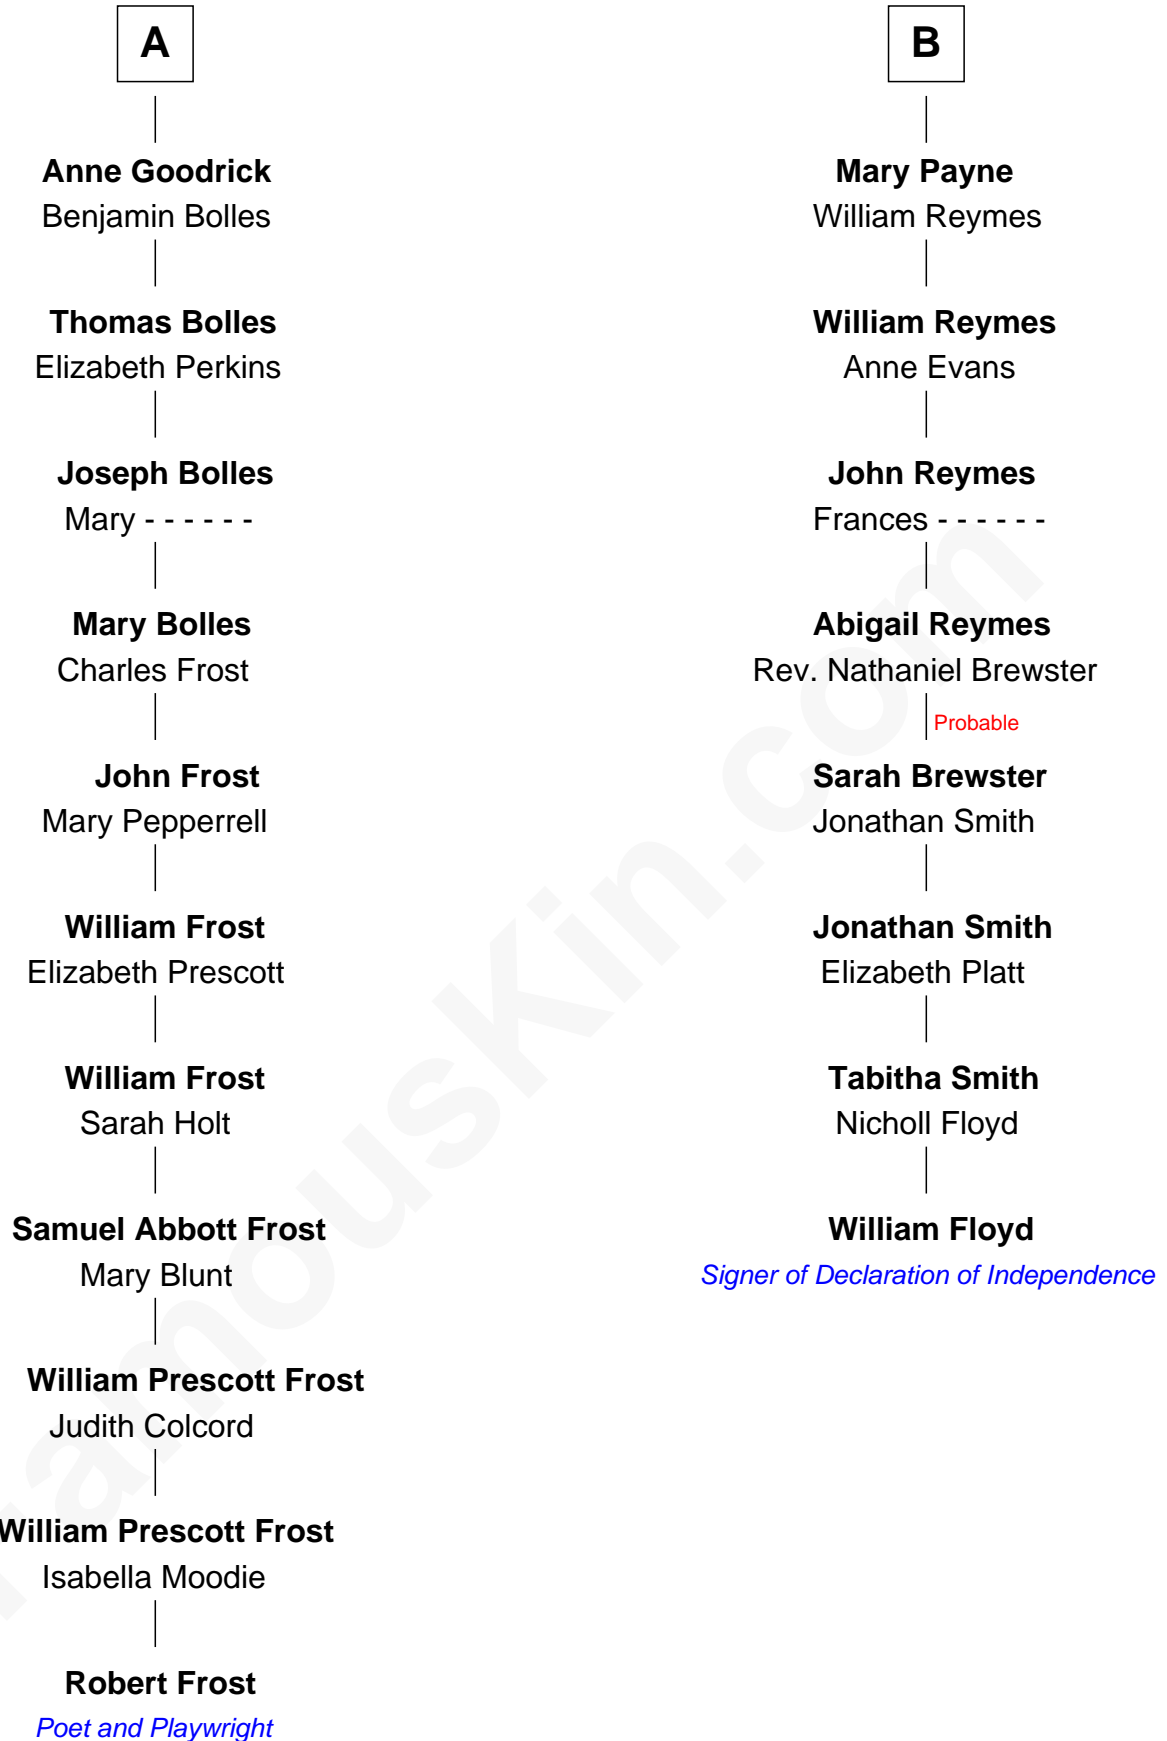 A
Anne Goodrick
Benjamin Bolles
Thomas Bolles
Elizabeth Perkins
Joseph Bolles
Mary - - - - - -
Mary Bolles
Charles Frost
John Frost
Mary Pepperrell
William Frost
Elizabeth Prescott
William Frost
Sarah Holt
Samuel Abbott Frost
Mary Blunt
William Prescott Frost
Judith Colcord
William Prescott Frost
Isabella Moodie
Robert Frost
Poet and Playwright
B
Mary Payne
William Reymes
William Reymes
Anne Evans
John Reymes
Frances - - - - - -
Abigail Reymes
Rev. Nathaniel Brewster
Probable
Sarah Brewster
Jonathan Smith
Jonathan Smith
Elizabeth Platt
Tabitha Smith
Nicholl Floyd
William Floyd
Signer of Declaration of Independence
FamousKin.com